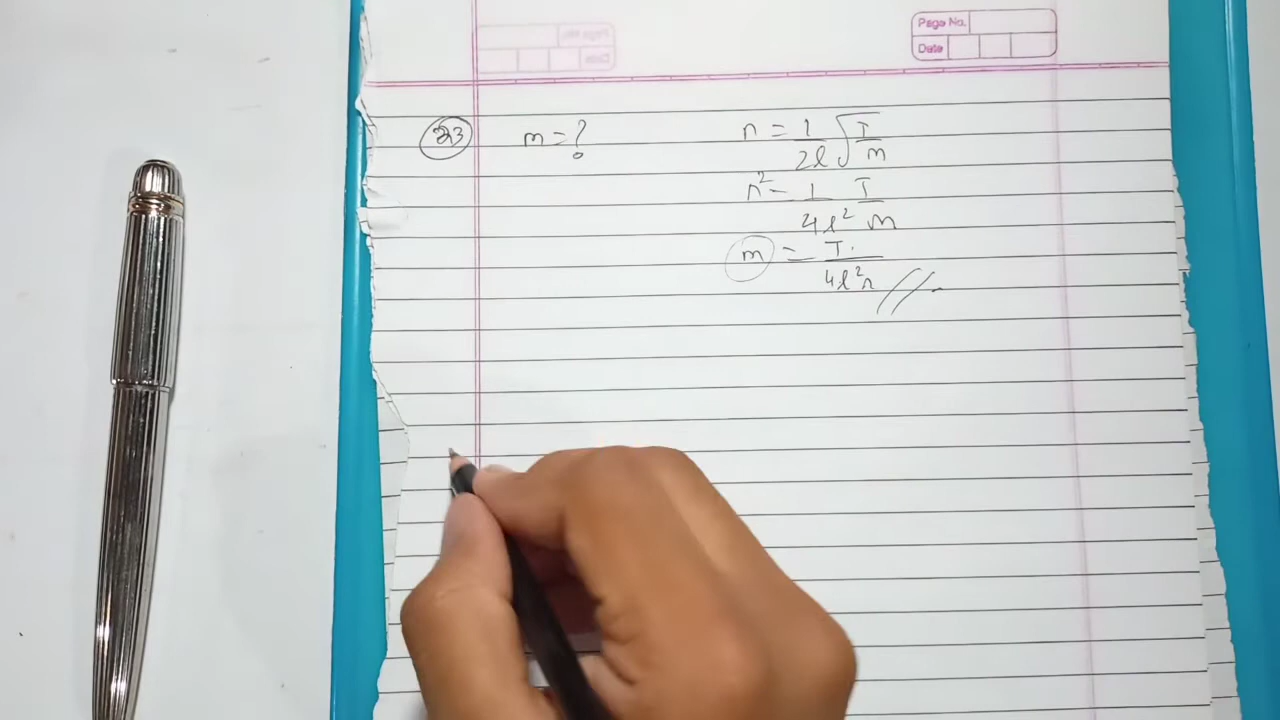 Page No.
Date
23 m = ? n = 1/2l √T/m
n² = 1/4l² T/m
m = T/4l²n //